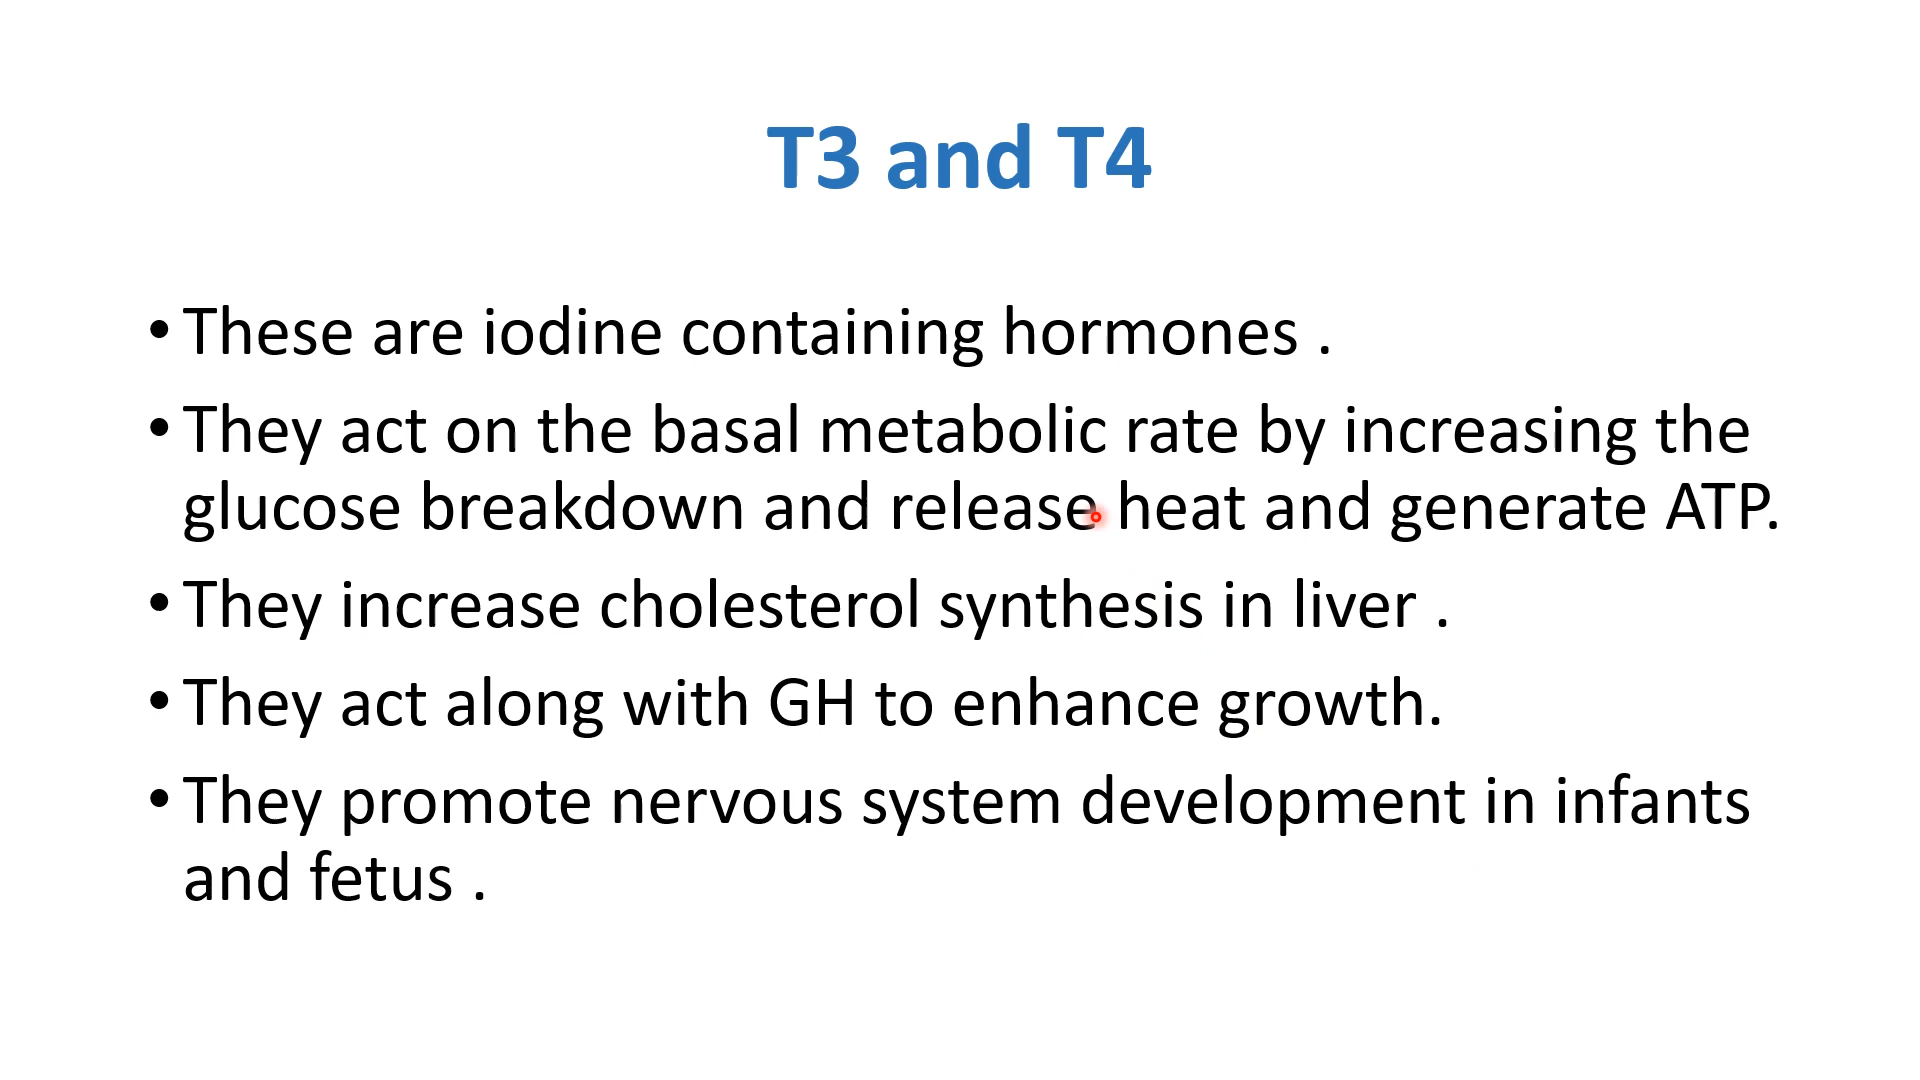 T3 and T4
• These are iodine containing hormones .
• They act on the basal metabolic rate by increasing the
glucose breakdown and release heat and generate ATP.
• They increase cholesterol synthesis in liver .
• They act along with GH to enhance growth.
• They promote nervous system development in infants
and fetus .